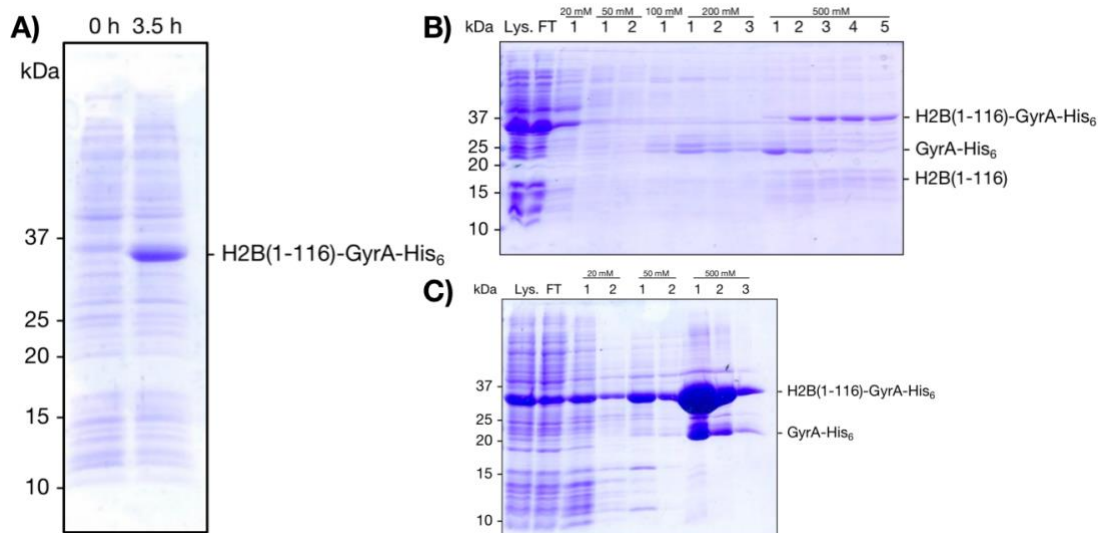 A)
0 h 3.5 h
kDa
37
25
20
15
10
H2B(1-116)-GyrA-His6
B)
20 mM 50 mM 100 mM 200 mM 500 mM
kDa Lys. FT 1 1 2 1 1 2 3 1 2 3 4 5
37
25
20
15
10
H2B(1-116)-GyrA-His6
GyrA-His6
H2B(1-116)
C)
20 mM 50 mM 500 mM
kDa Lys. FT 1 2 1 2 1 2 3
37
25
20
15
10
H2B(1-116)-GyrA-His6
GyrA-His6